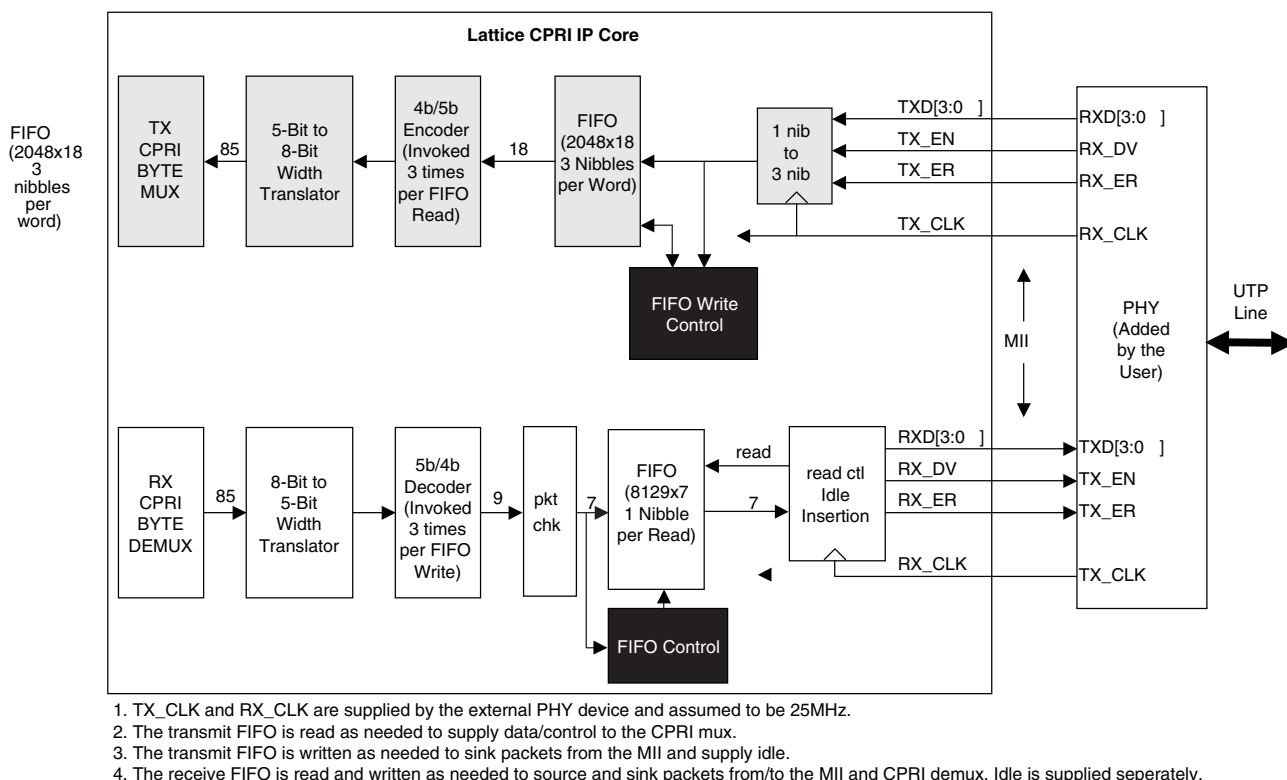 Lattice CPRI IP Core
FIFO
(2048x18
3
nibbles
per
word)
TX
CPRI
BYTE
MUX
85
5-Bit to
8-Bit
Width
Translator
4b/5b
Encoder
(Invoked
3 times
per FIFO
Read)
18
FIFO
(2048x18
3 Nibbles
per Word)
1 nib
to
3 nib
TXD[3:0 ]
TX_EN
TX_ER
TX_CLK
RXD[3:0 ]
RX_DV
RX_ER
RX_CLK
FIFO Write
Control
MII
PHY
(Added
by the
User)
UTP
Line
RX
CPRI
BYTE
DEMUX
85
8-Bit to
5-Bit
Width
Translator
5b/4b
Decoder
(Invoked
3 times
per FIFO
Write)
9
pkt
chk
7
FIFO
(8129x7
1 Nibble
per Read)
read
7
read ctl
Idle
Insertion
RXD[3:0 ]
RX_DV
RX_ER
RX_CLK
TXD[3:0 ]
TX_EN
TX_ER
TX_CLK
FIFO Control
1. TX_CLK and RX_CLK are supplied by the external PHY device and assumed to be 25MHz.
2. The transmit FIFO is read as needed to supply data/control to the CPRI mux.
3. The transmit FIFO is written as needed to sink packets from the MII and supply idle.
4. The receive FIFO is read and written as needed to source and sink packets from/to the MII and CPRI demux. Idle is supplied seperately.